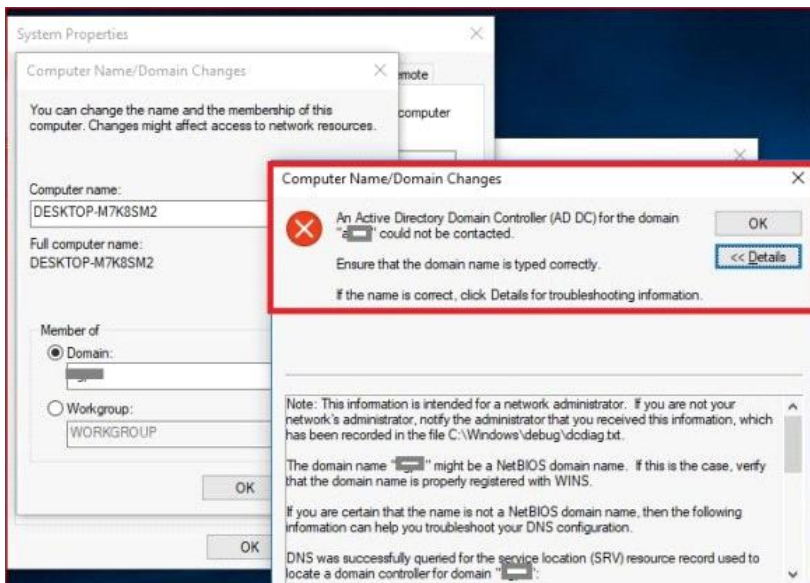 System Properties
Computer Name/Domain Changes
emote
You can change the name and the membership of this
computer. Changes might affect access to network resources.
computer
Computer name:
DESKTOP-M7K8SM2
Full computer name:
DESKTOP-M7K8SM2
Member of
Domain:
Workgroup:
WORKGROUP
OK
OK
Computer Name/Domain Changes
An Active Directory Domain Controller (AD DC) for the domain
"a" could not be contacted.
Ensure that the domain name is typed correctly.
If the name is correct, click Details for troubleshooting information.
OK
<< Details
Note: This information is intended for a network administrator. If you are not your
network's administrator, notify the administrator that you received this information, which
has been recorded in the file C:\Windows\debug\dcdiag.txt.
The domain name "" might be a NetBIOS domain name. If this is the case, verify
that the domain name is properly registered with WINS.
If you are certain that the name is not a NetBIOS domain name, then the following
information can help you troubleshoot your DNS configuration.
DNS was successfully queried for the service location (SRV) resource record used to
locate a domain controller for domain "":